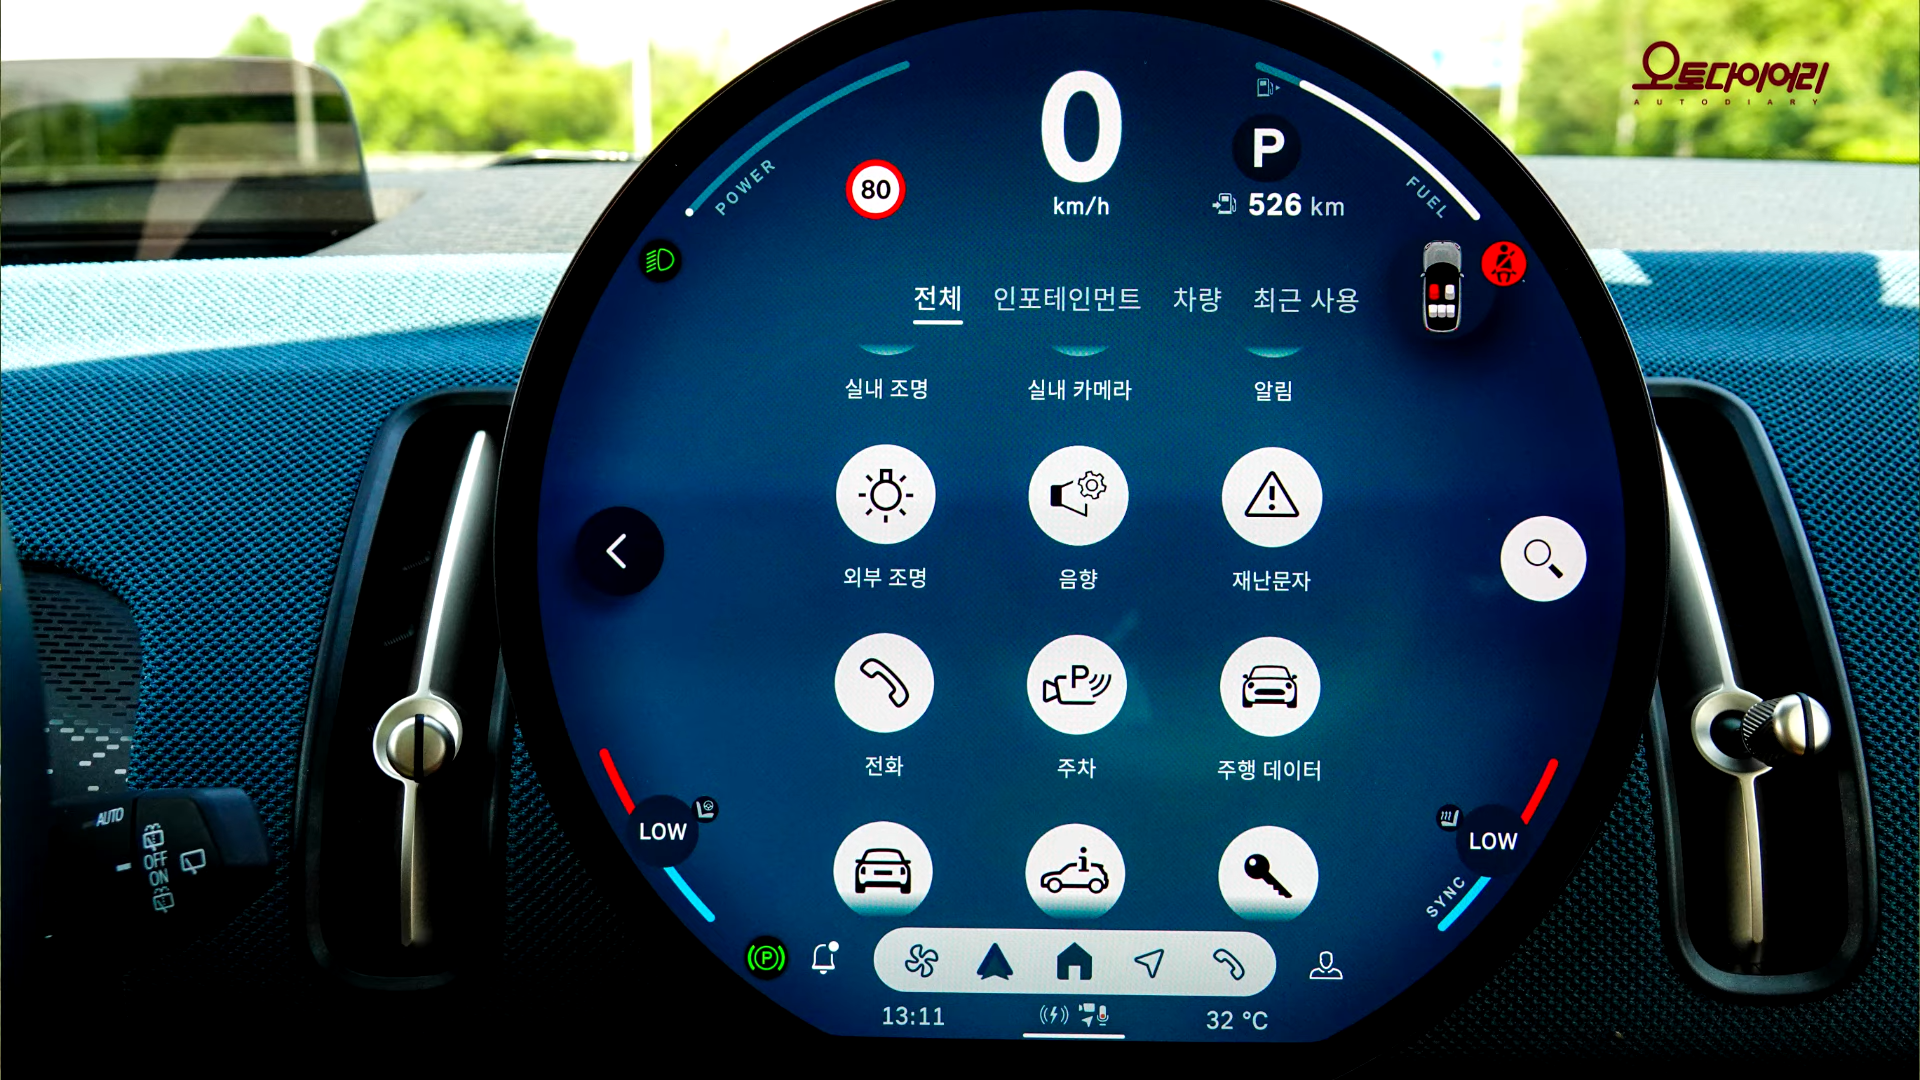 오토다이어리
AUTODIARY
0
km/h
P
526 km
80
POWER
FUEL
전체 인포테인먼트 차량 최근 사용
실내 조명 실내 카메라 알림
외부 조명 음향 재난문자
P
전화 주차 주행 데이터
LOW
LOW
SYNC
AUTO
OFF
ON
P
13:11
32 °C